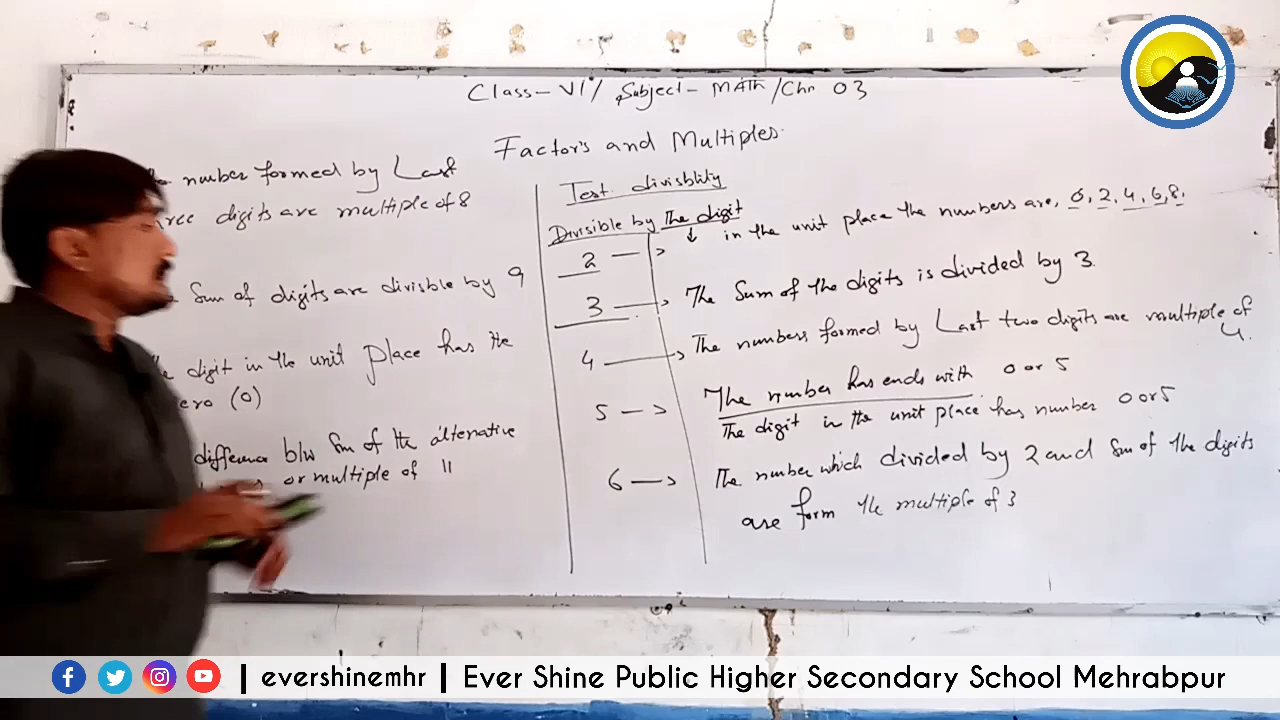 Class - VI / Subject - MATH / Chr 03
Factors and Multiples.
number formed by Last
digits are multiple of 8
Sum of digits are divisble by 9
digit in the unit place has the
(0)
difference b/w Sum of the alternative
or multiple of 11
Test divisblity
Divisible by The digit
2 → in the unit place the numbers are, 0, 2, 4, 6, 8.
3 → The Sum of the digits is divided by 3.
4 → The numbers formed by Last two digits are multiple of
4.
5 → The number has ends with 0 or 5
The digit in the unit place has number 0 or 5
6 → The number which divided by 2 and Sum of the digits
are form the multiple of 3
| evershinemhr | Ever Shine Public Higher Secondary School Mehrabpur